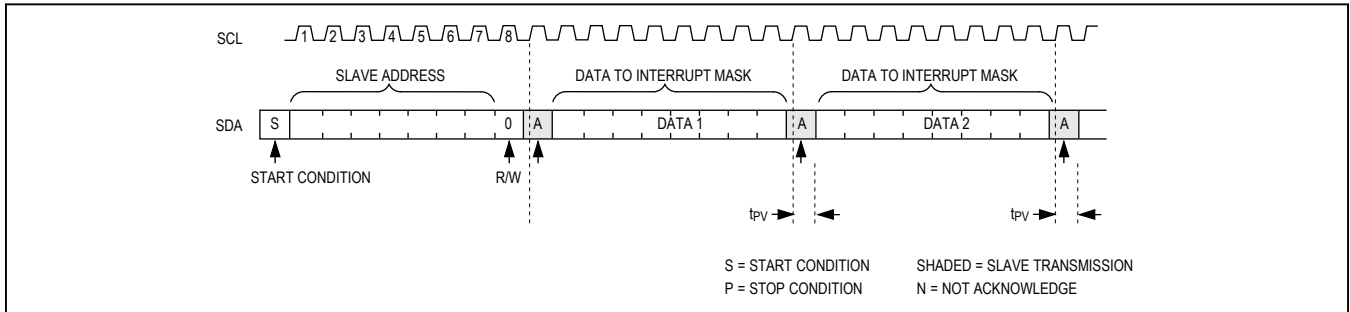 SCL 1 2 3 4 5 6 7 8
SLAVE ADDRESS DATA TO INTERRUPT MASK DATA TO INTERRUPT MASK
SDA S 0 A DATA 1 A DATA 2 A
START CONDITION R/W
tPV tPV
S = START CONDITION SHADED = SLAVE TRANSMISSION
P = STOP CONDITION N = NOT ACKNOWLEDGE